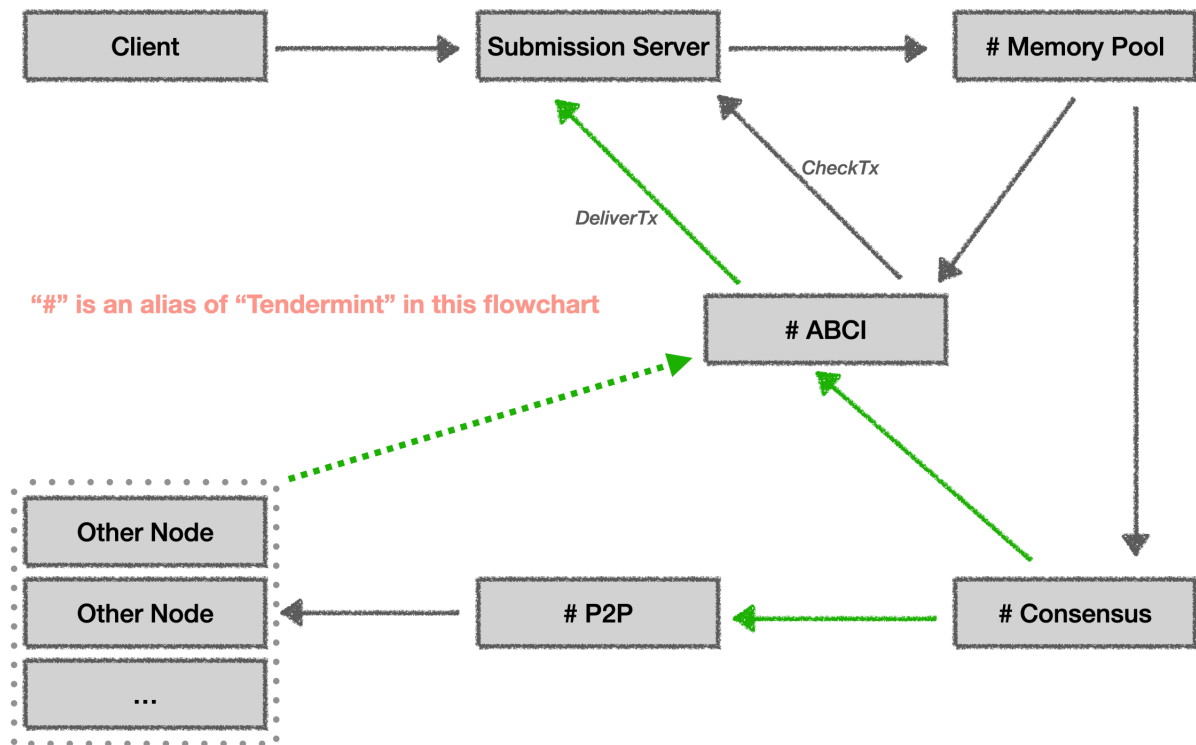 Client
Submission Server
# Memory Pool
CheckTx
DeliverTx
“#” is an alias of “Tendermint” in this flowchart
# ABCI
Other Node
Other Node
# P2P
# Consensus
...